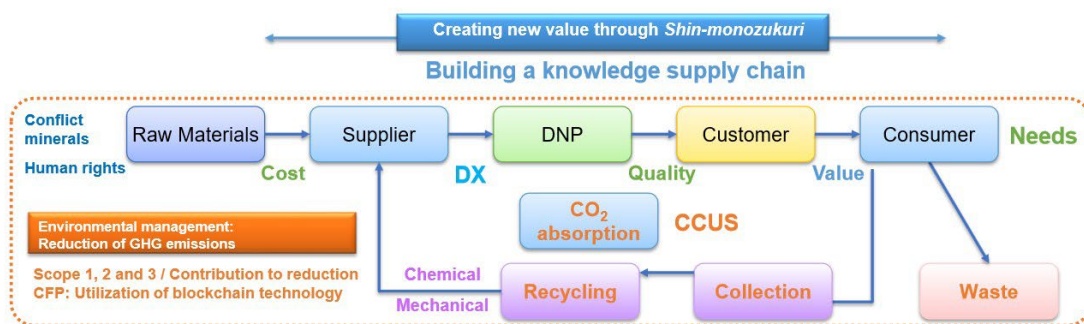 Creating new value through Shin-monozukuri
Building a knowledge supply chain
Conflict
minerals
Human rights
Raw Materials
Supplier
DNP
Customer
Consumer
Needs
Cost
DX
Quality
Value
CO₂
absorption
CCUS
Environmental management:
Reduction of GHG emissions
Scope 1, 2 and 3 / Contribution to reduction
CFP: Utilization of blockchain technology
Chemical
Mechanical
Recycling
Collection
Waste